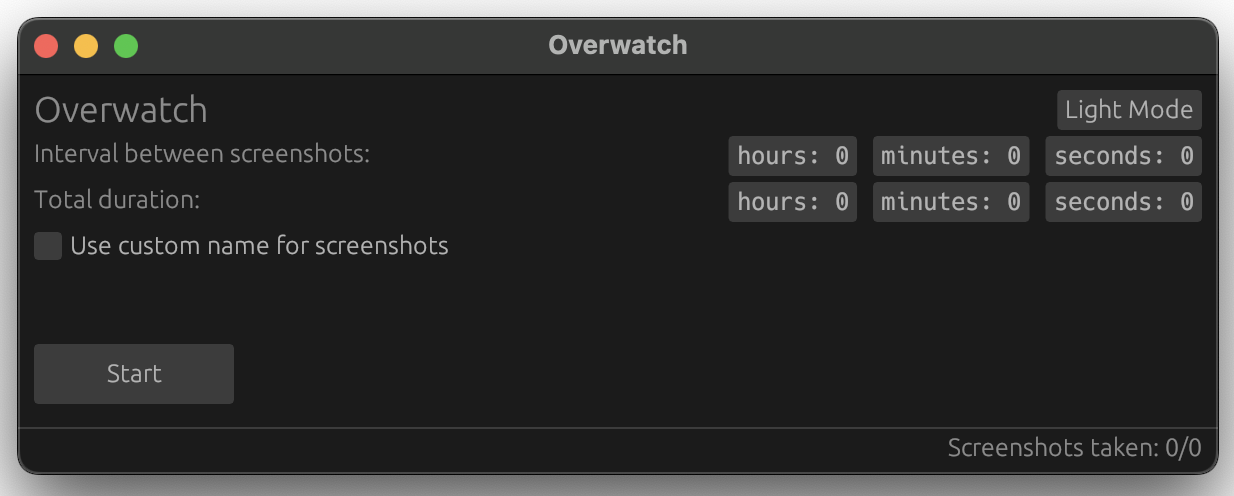 Overwatch
Overwatch Light Mode
Interval between screenshots: hours: 0 minutes: 0 seconds: 0
Total duration: hours: 0 minutes: 0 seconds: 0
Use custom name for screenshots
Start
Screenshots taken: 0/0